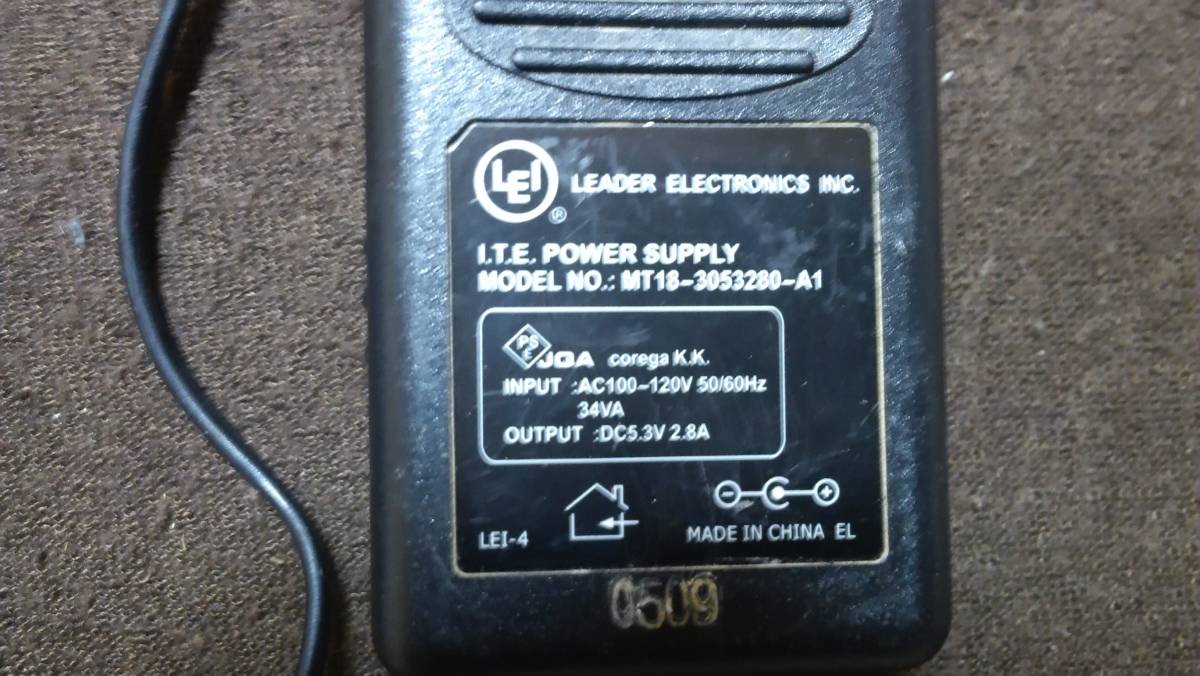 LEI
®
LEADER ELECTRONICS INC.
I.T.E. POWER SUPPLY
MODEL NO.: MT18-3053280-A1
PS
E
JQA corega K.K.
INPUT :AC100-120V 50/60Hz
34VA
OUTPUT :DC5.3V 2.8A
LEI-4
MADE IN CHINA EL
0509